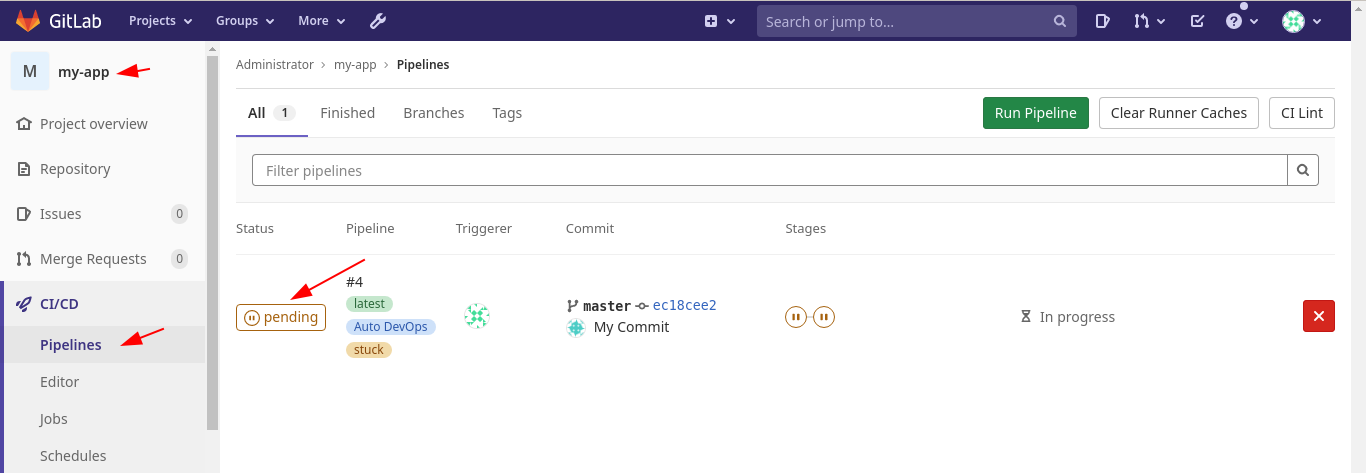 GitLab Projects Groups More Search or jump to...
M my-app
Project overview
Repository
Issues 0
Merge Requests 0
CI/CD
Pipelines
Editor
Jobs
Schedules
Administrator › my-app › Pipelines
All 1 Finished Branches Tags Run Pipeline Clear Runner Caches CI Lint
Filter pipelines
Status Pipeline Triggerer Commit Stages
#4
latest
Auto DevOps
stuck
pending
master ec18cee2
My Commit
In progress